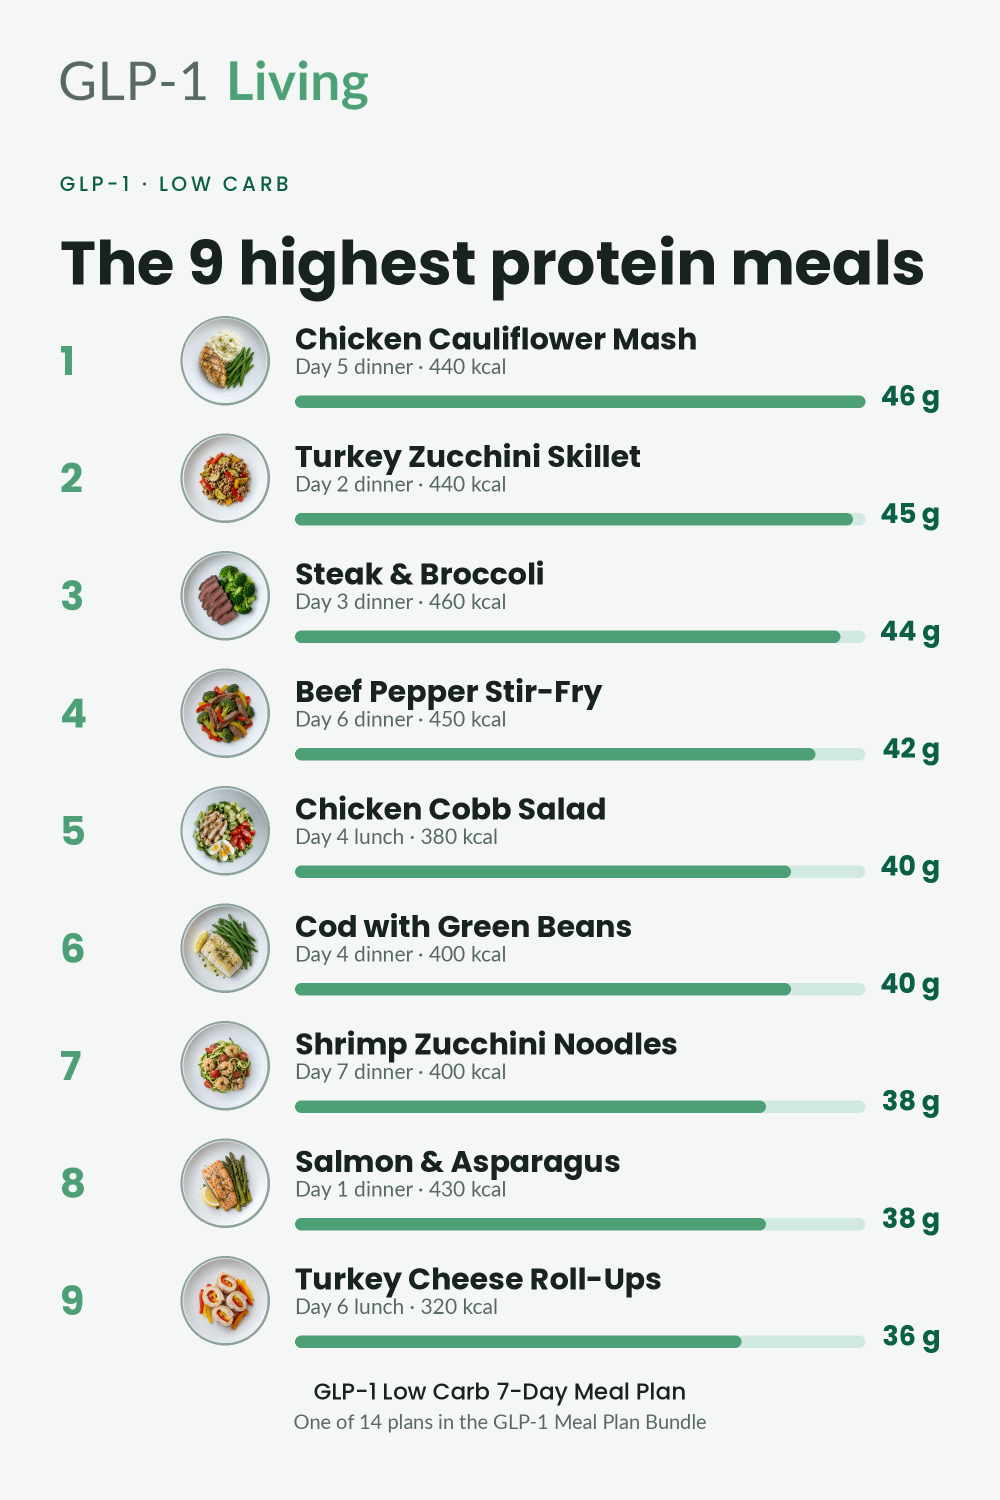 GLP-1 Living
GLP-1 · LOW CARB
The 9 highest protein meals
1
Chicken Cauliflower Mash
Day 5 dinner · 440 kcal
46 g
2
Turkey Zucchini Skillet
Day 2 dinner · 440 kcal
45 g
3
Steak & Broccoli
Day 3 dinner · 460 kcal
44 g
4
Beef Pepper Stir-Fry
Day 6 dinner · 450 kcal
42 g
5
Chicken Cobb Salad
Day 4 lunch · 380 kcal
40 g
6
Cod with Green Beans
Day 4 dinner · 400 kcal
40 g
7
Shrimp Zucchini Noodles
Day 7 dinner · 400 kcal
38 g
8
Salmon & Asparagus
Day 1 dinner · 430 kcal
38 g
9
Turkey Cheese Roll-Ups
Day 6 lunch · 320 kcal
36 g
GLP-1 Low Carb 7-Day Meal Plan
One of 14 plans in the GLP-1 Meal Plan Bundle